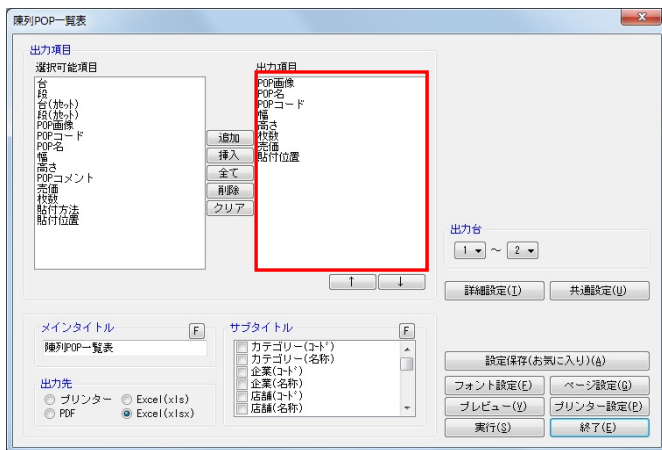 陳列POP一覧表
出力項目
選択可能項目
台
段
台(ｶｾｯﾄ)
段(ｶｾｯﾄ)
POP画像
POPコード
POP名
幅
高さ
POPコメント
売価
枚数
貼付方法
貼付位置
追加
挿入
全て
削除
クリア
出力項目
POP画像
POP名
POPコード
幅
高さ
枚数
売価
貼付位置
↑ ↓
出力台
1 ～ 2
詳細設定(I) 共通設定(U)
メインタイトル F
陳列POP一覧表
出力先
プリンター Excel(xls)
PDF Excel(xlsx)
サブタイトル F
カテゴリー(ｺｰﾄﾞ)
カテゴリー(名称)
企業(ｺｰﾄﾞ)
企業(名称)
店舗(ｺｰﾄﾞ)
店舗(名称)
設定保存(お気に入り)(A)
フォント設定(F) ページ設定(G)
プレビュー(V) プリンター設定(P)
実行(S) 終了(E)